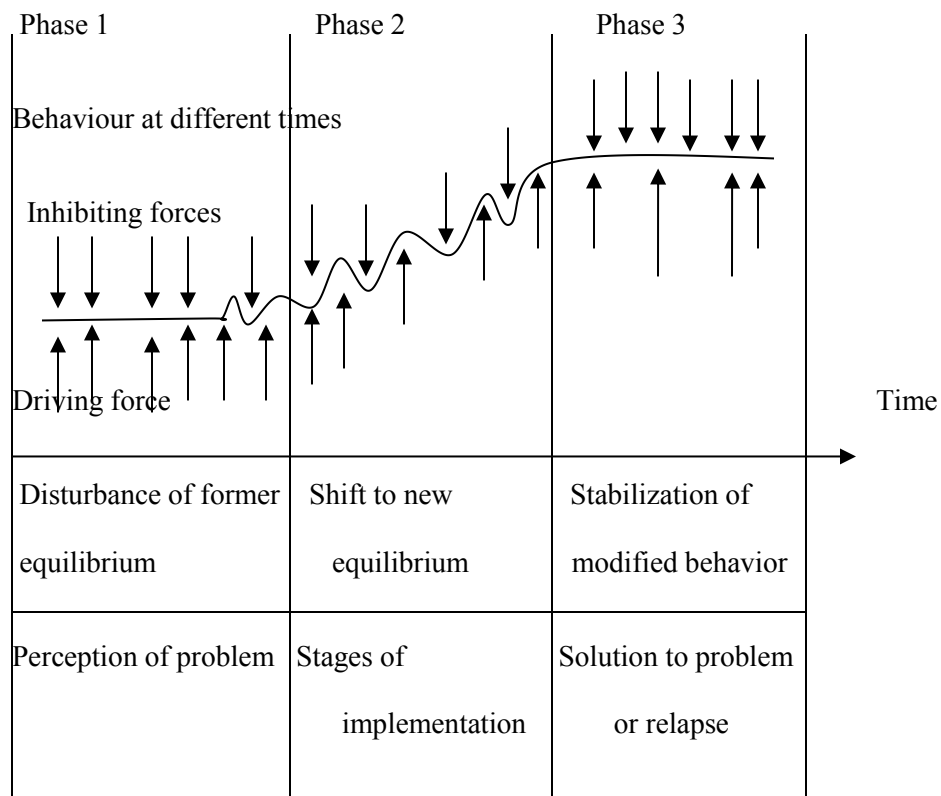 Phase 1
Phase 2
Phase 3
Behaviour at different times
Inhibiting forces
Driving force
Time
Disturbance of former
equilibrium
Shift to new
equilibrium
Stabilization of
modified behavior
Perception of problem
Stages of
implementation
Solution to problem
or relapse